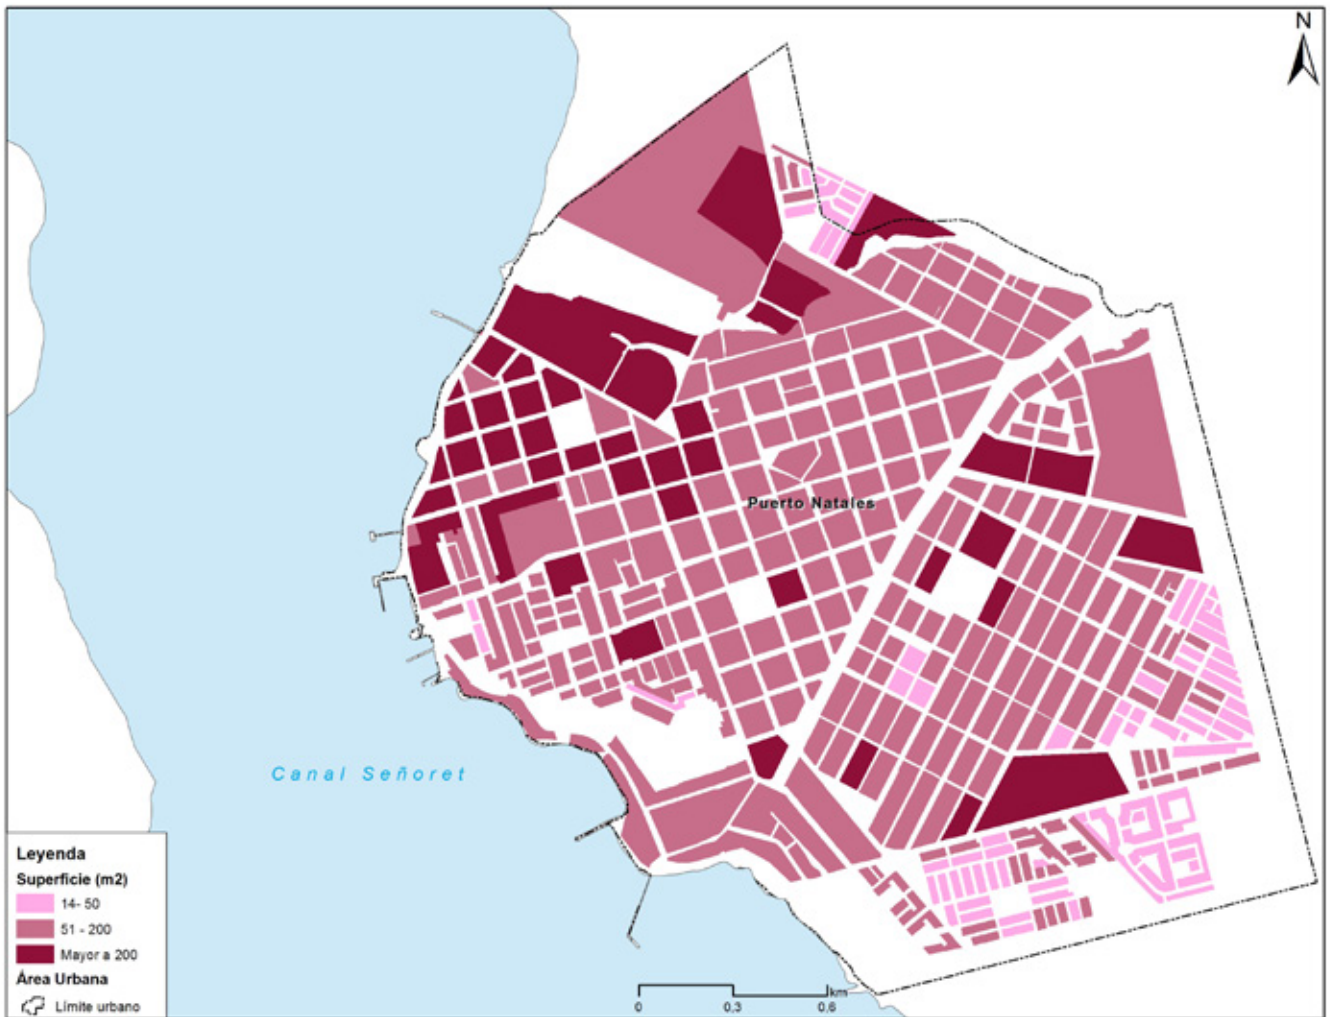 N
Puerto Natales
Canal Señoret
Leyenda
Superficie (m2)
14- 50
51 - 200
Mayor a 200
Área Urbana
Límite urbano
km
0 0,3 0,6